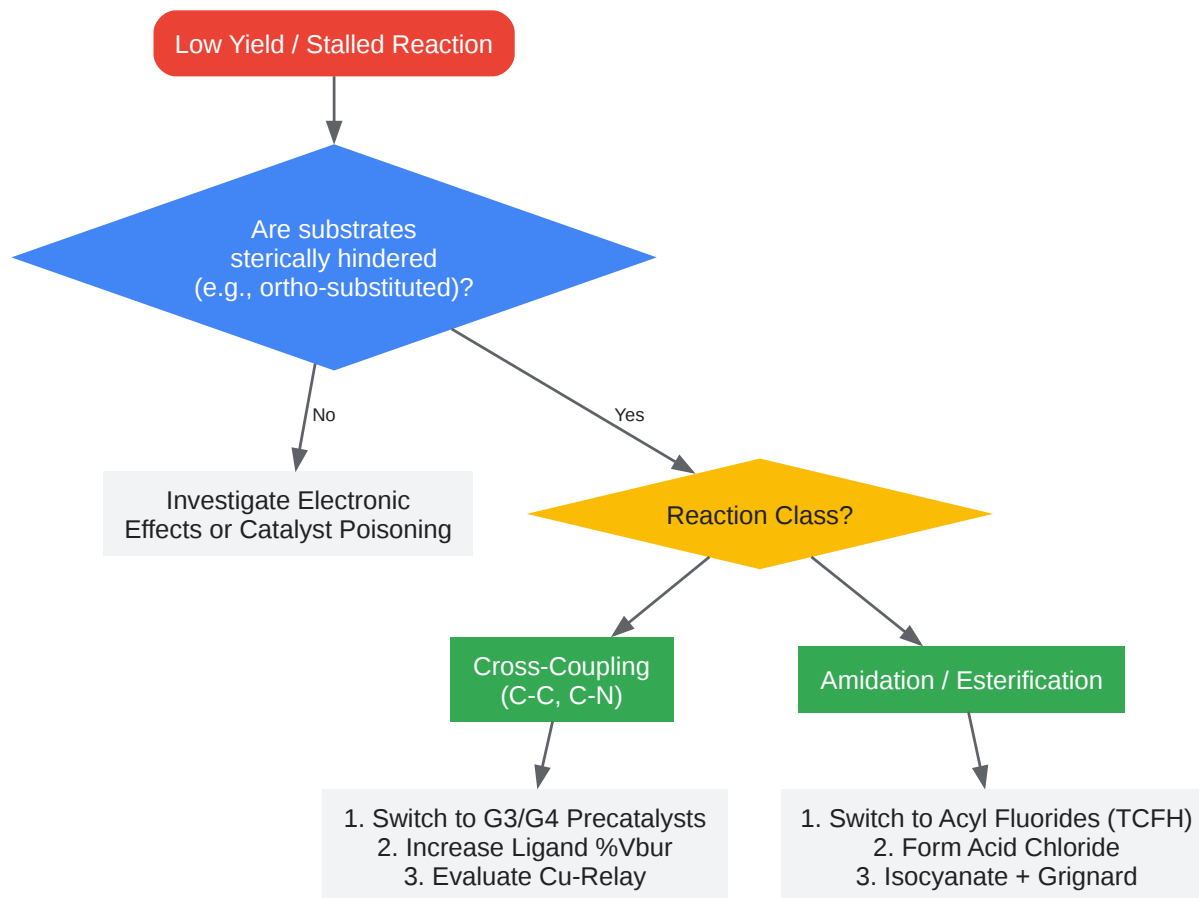 Low Yield / Stalled Reaction
Are substrates
sterically hindered
(e.g., ortho-substituted)?
No
Yes
Investigate Electronic
Effects or Catalyst Poisoning
Reaction Class?
Cross-Coupling
(C-C, C-N)
Amidation / Esterification
1. Switch to G3/G4 Precatalysts
2. Increase Ligand %Vbur
3. Evaluate Cu-Relay
1. Switch to Acyl Fluorides (TCFH)
2. Form Acid Chloride
3. Isocyanate + Grignard